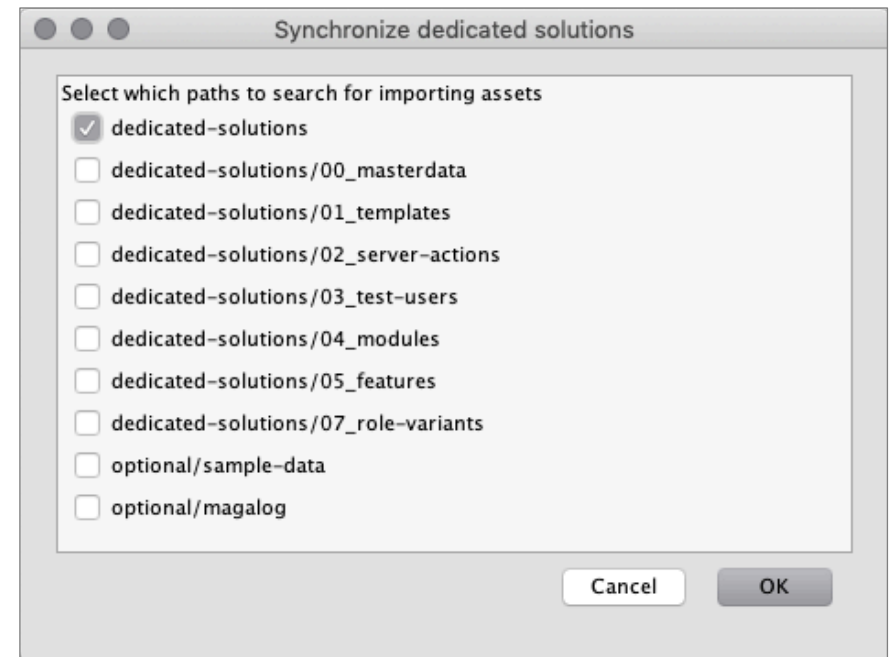 Synchronize dedicated solutions
Select which paths to search for importing assets
dedicated-solutions
dedicated-solutions/00_masterdata
dedicated-solutions/01_templates
dedicated-solutions/02_server-actions
dedicated-solutions/03_test-users
dedicated-solutions/04_modules
dedicated-solutions/05_features
dedicated-solutions/07_role-variants
optional/sample-data
optional/magalog
Cancel OK